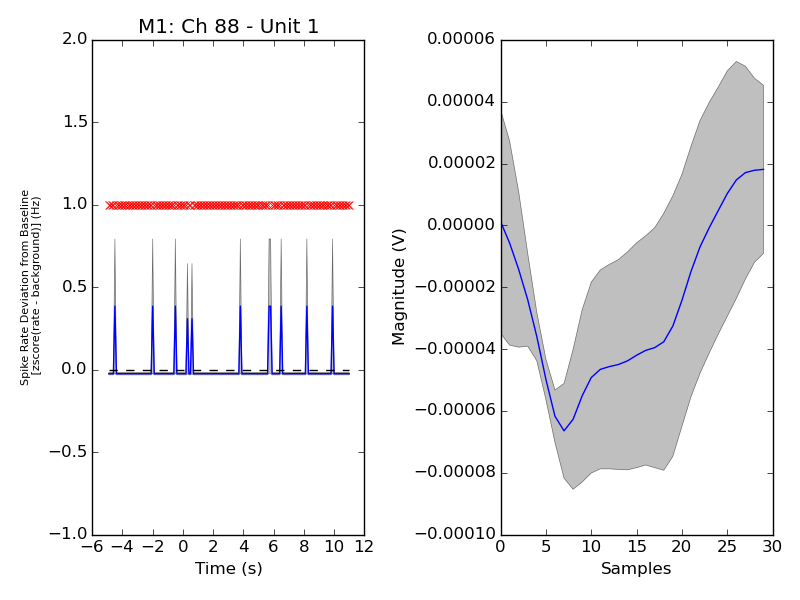 M1: Ch 88 - Unit 1
2.0
1.5
1.0
0.5
0.0
−0.5
−1.0
−6 −4 −2 0 2 4 6 8 10 12
Time (s)
Spike Rate Deviation from Baseline
[zscore(rate - background)] (Hz)
0.00006
0.00004
0.00002
0.00000
−0.00002
−0.00004
−0.00006
−0.00008
−0.00010
0 5 10 15 20 25 30
Samples
Magnitude (V)